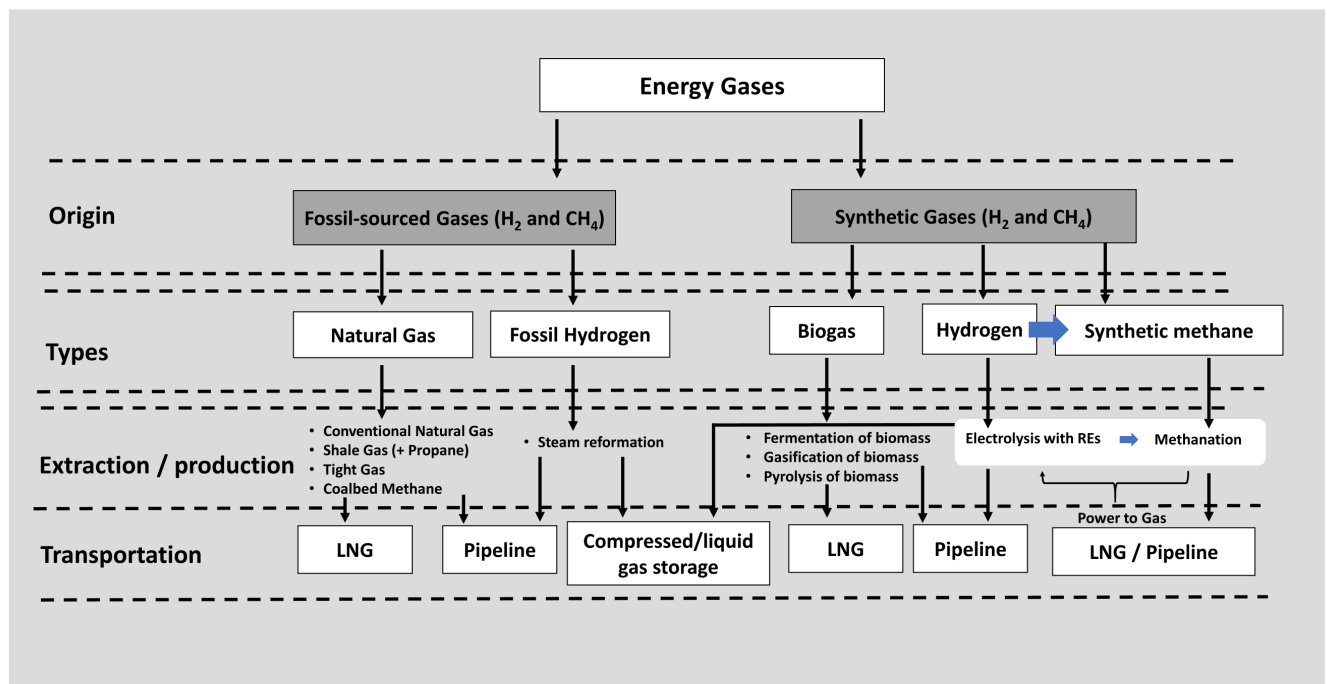 Energy Gases
Origin
Fossil-sourced Gases (H₂ and CH₄)
Synthetic Gases (H₂ and CH₄)
Types
Natural Gas
Fossil Hydrogen
Biogas
Hydrogen
Synthetic methane
Extraction / production
• Conventional Natural Gas
• Shale Gas (+ Propane)
• Tight Gas
• Coalbed Methane
• Steam reformation
• Fermentation of biomass
• Gasification of biomass
• Pyrolysis of biomass
Electrolysis with REs
Methanation
Power to Gas
Transportation
LNG
Pipeline
Compressed/liquid
gas storage
LNG
Pipeline
LNG / Pipeline